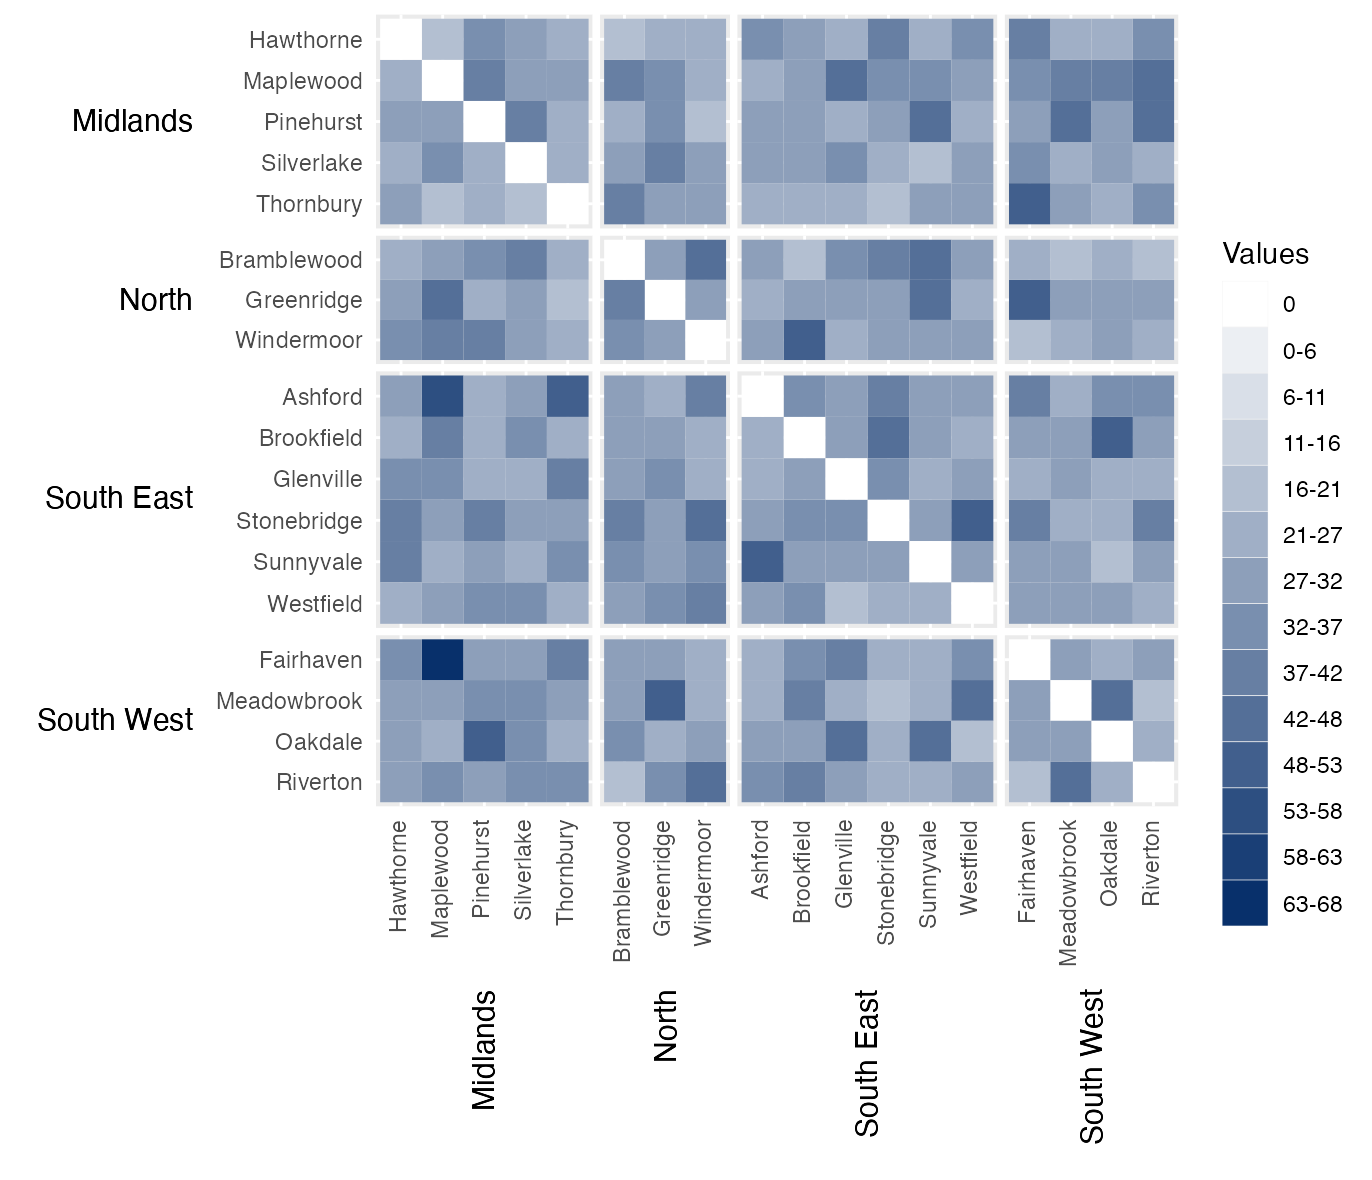 Midlands
Hawthorne
Maplewood
Pinehurst
Silverlake
Thornbury
North
Bramblewood
Greenridge
Windermoor
South East
Ashford
Brookfield
Glenville
Stonebridge
Sunnyvale
Westfield
South West
Fairhaven
Meadowbrook
Oakdale
Riverton
Hawthorne
Maplewood
Pinehurst
Silverlake
Thornbury
Bramblewood
Greenridge
Windermoor
Ashford
Brookfield
Glenville
Stonebridge
Sunnyvale
Westfield
Fairhaven
Meadowbrook
Oakdale
Riverton
Midlands
North
South East
South West
Values
0
0-6
6-11
11-16
16-21
21-27
27-32
32-37
37-42
42-48
48-53
53-58
58-63
63-68